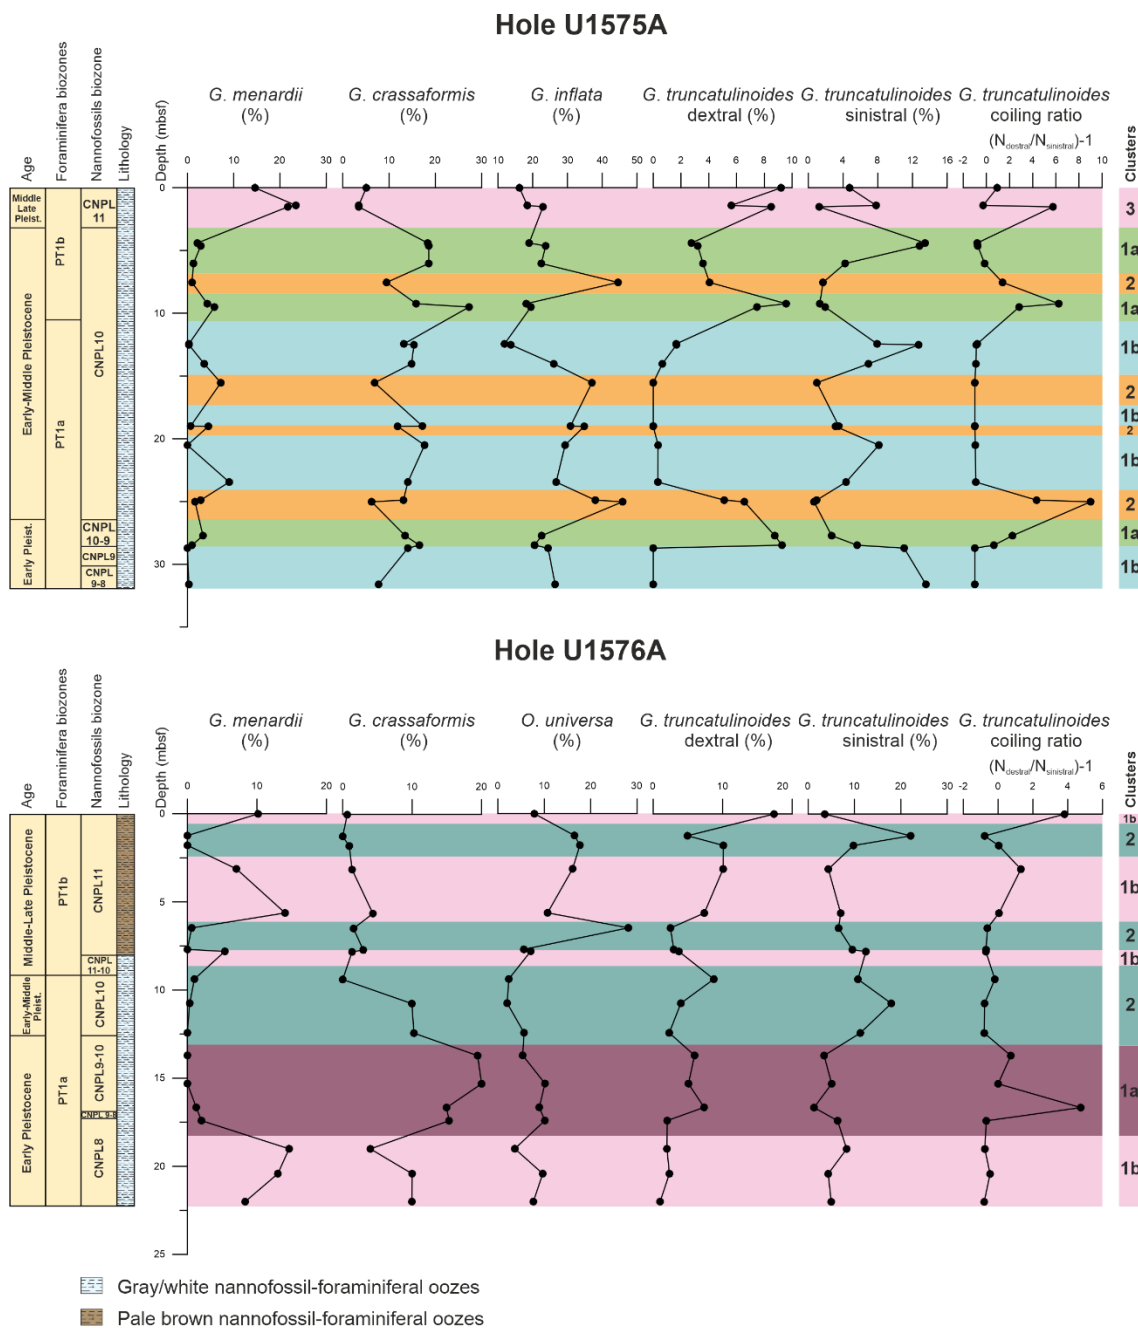 Hole U1575A
Age
Foraminifera biozones
Nannofossils biozone
Lithology
Depth (mbsf)
G. menardii
(%)
G. crassaformis
(%)
G. inflata
(%)
G. truncatulinoides
dextral (%)
G. truncatulinoides
sinistral (%)
G. truncatulinoides
coiling ratio
(Ndestral/Nsinistral)-1
Clusters
0 10 20 30
0 10 20 30
10 20 30 40 50
0 2 4 6 8 10
0 4 8 12 16
-2 0 2 4 6 8 10
0
10
20
30
Middle
Late
Pleist.
Early-Middle Pleistocene
Early Pleist.
PT1b
PT1a
CNPL
11
CNPL10
CNPL
10-9
CNPL9
CNPL
9-8
3
1a
2
1a
1b
2
1b
2
1b
2
1a
1b
Hole U1576A
Age
Foraminifera biozones
Nannofossils biozone
Lithology
Depth (mbsf)
G. menardii
(%)
G. crassaformis
(%)
O. universa
(%)
G. truncatulinoides
dextral (%)
G. truncatulinoides
sinistral (%)
G. truncatulinoides
coiling ratio
(Ndestral/Nsinistral)-1
Clusters
0 10 20
0 10 20
0 10 20 30
0 10 20
0 10 20 30
-2 0 2 4 6
0
5
10
15
20
25
Middle-Late Pleistocene
Early-Middle
Pleist.
Early Pleistocene
PT1b
PT1a
CNPL11
CNPL
11-10
CNPL10
CNPL9-10
CNPL 9-8
CNPL8
1b
2
1b
2
1b
2
1a
1b
Gray/white nannofossil-foraminiferal oozes
Pale brown nannofossil-foraminiferal oozes